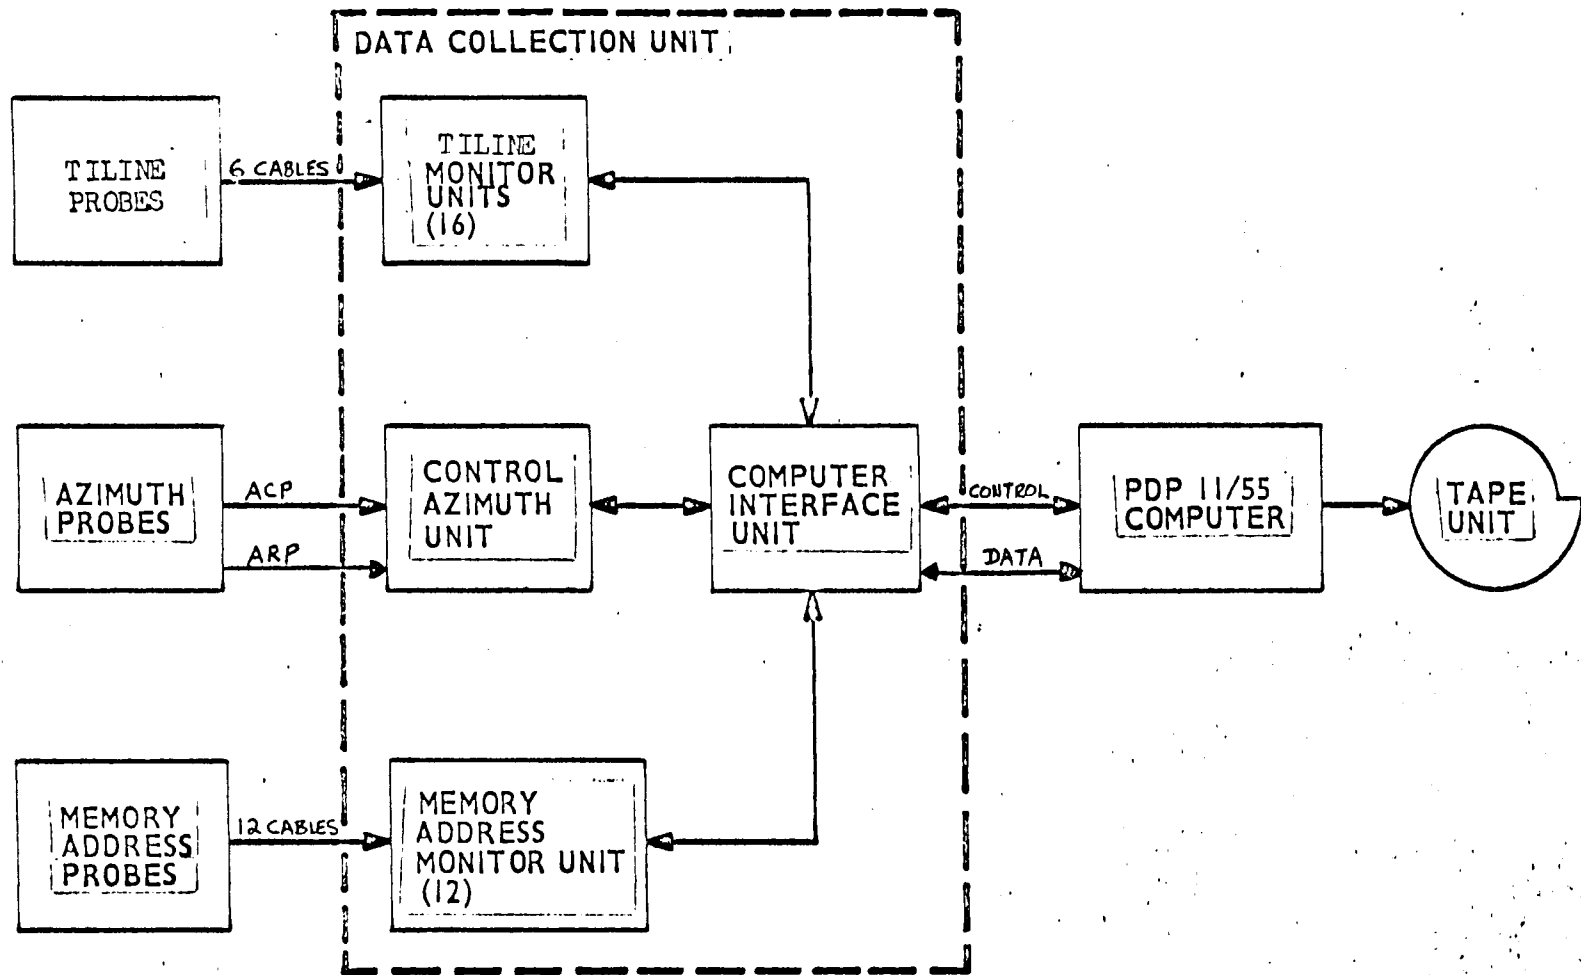 DATA COLLECTION UNIT
TILINE
PROBES
6 CABLES
TILINE
MONITOR
UNITS
(16)
AZIMUTH
PROBES
ACP
ARP
CONTROL
AZIMUTH
UNIT
COMPUTER
INTERFACE
UNIT
CONTROL
DATA
PDP 11/55
COMPUTER
TAPE
UNIT
MEMORY
ADDRESS
PROBES
12 CABLES
MEMORY
ADDRESS
MONITOR UNIT
(12)